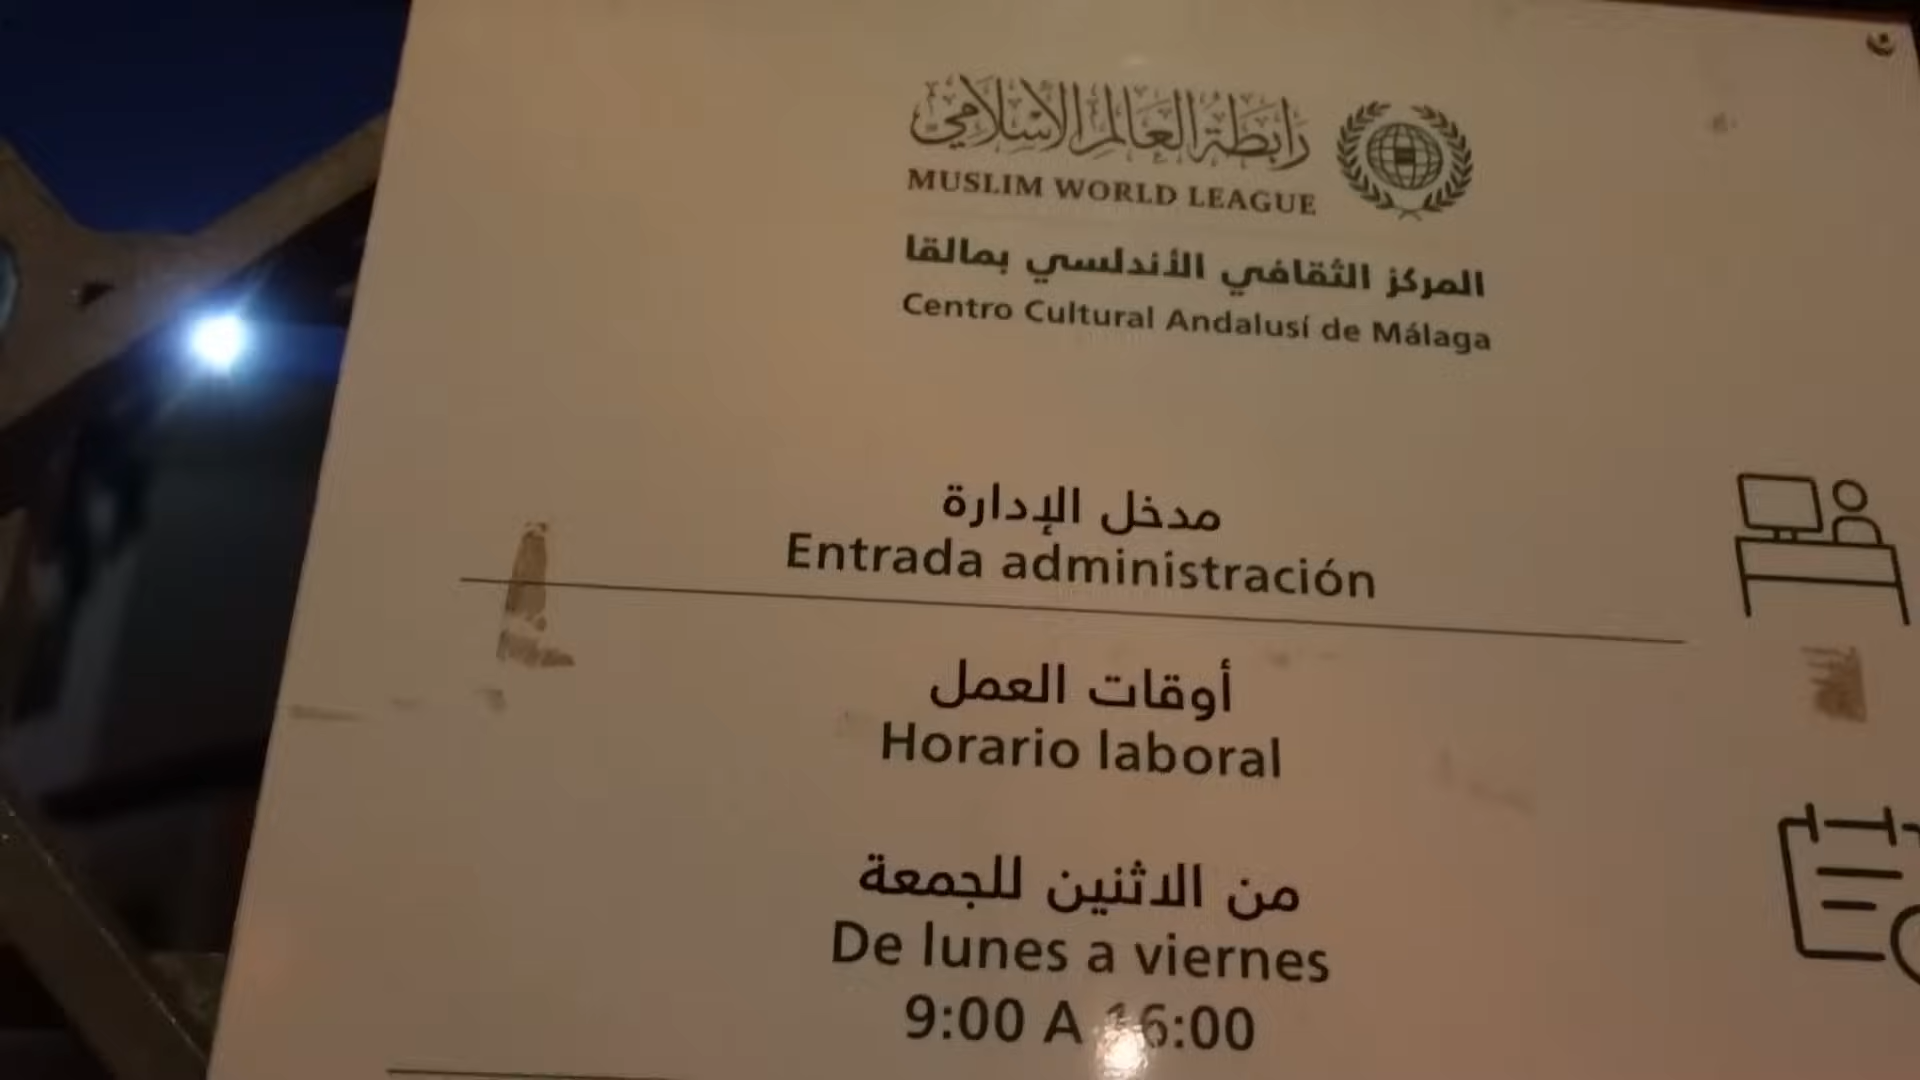 رابطة العالم الإسلامي
MUSLIM WORLD LEAGUE
المركز الثقافي الأندلسي بمالقا
Centro Cultural Andalusí de Málaga
مدخل الإدارة
Entrada administración
أوقات العمل
Horario laboral
من الاثنين للجمعة
De lunes a viernes
9:00 A 16:00